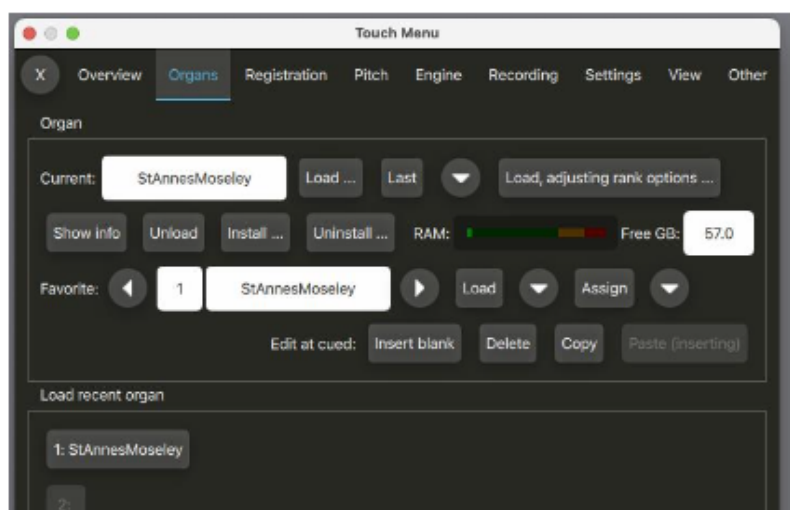 Touch Menu
X Overview Organs Registration Pitch Engine Recording Settings View Other
Organ
Current: StAnnesMoseley Load ... Last Load, adjusting rank options ...
Show info Unload Install ... Uninstall ... RAM: Free GB: 57.0
Favorite: 1 StAnnesMoseley Load Assign
Edit at cued: Insert blank Delete Copy Paste (inserting)
Load recent organ
1: StAnnesMoseley
2: